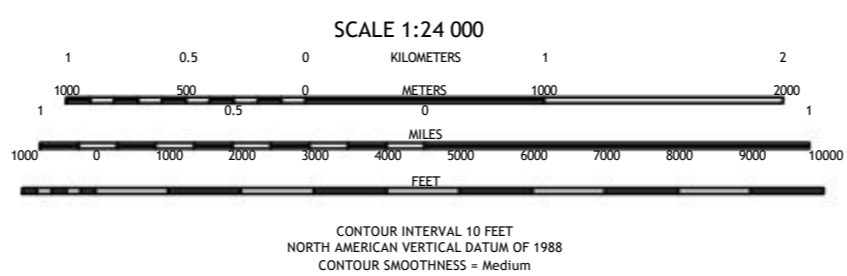 SCALE 1:24 000
1 0.5 0 KILOMETERS 1 2
1000 500 0 METERS 1000 2000
1 0.5 0 1
MILES
1000 0 1000 2000 3000 4000 5000 6000 7000 8000 9000 10000
FEET
CONTOUR INTERVAL 10 FEET
NORTH AMERICAN VERTICAL DATUM OF 1988
CONTOUR SMOOTHNESS = Medium